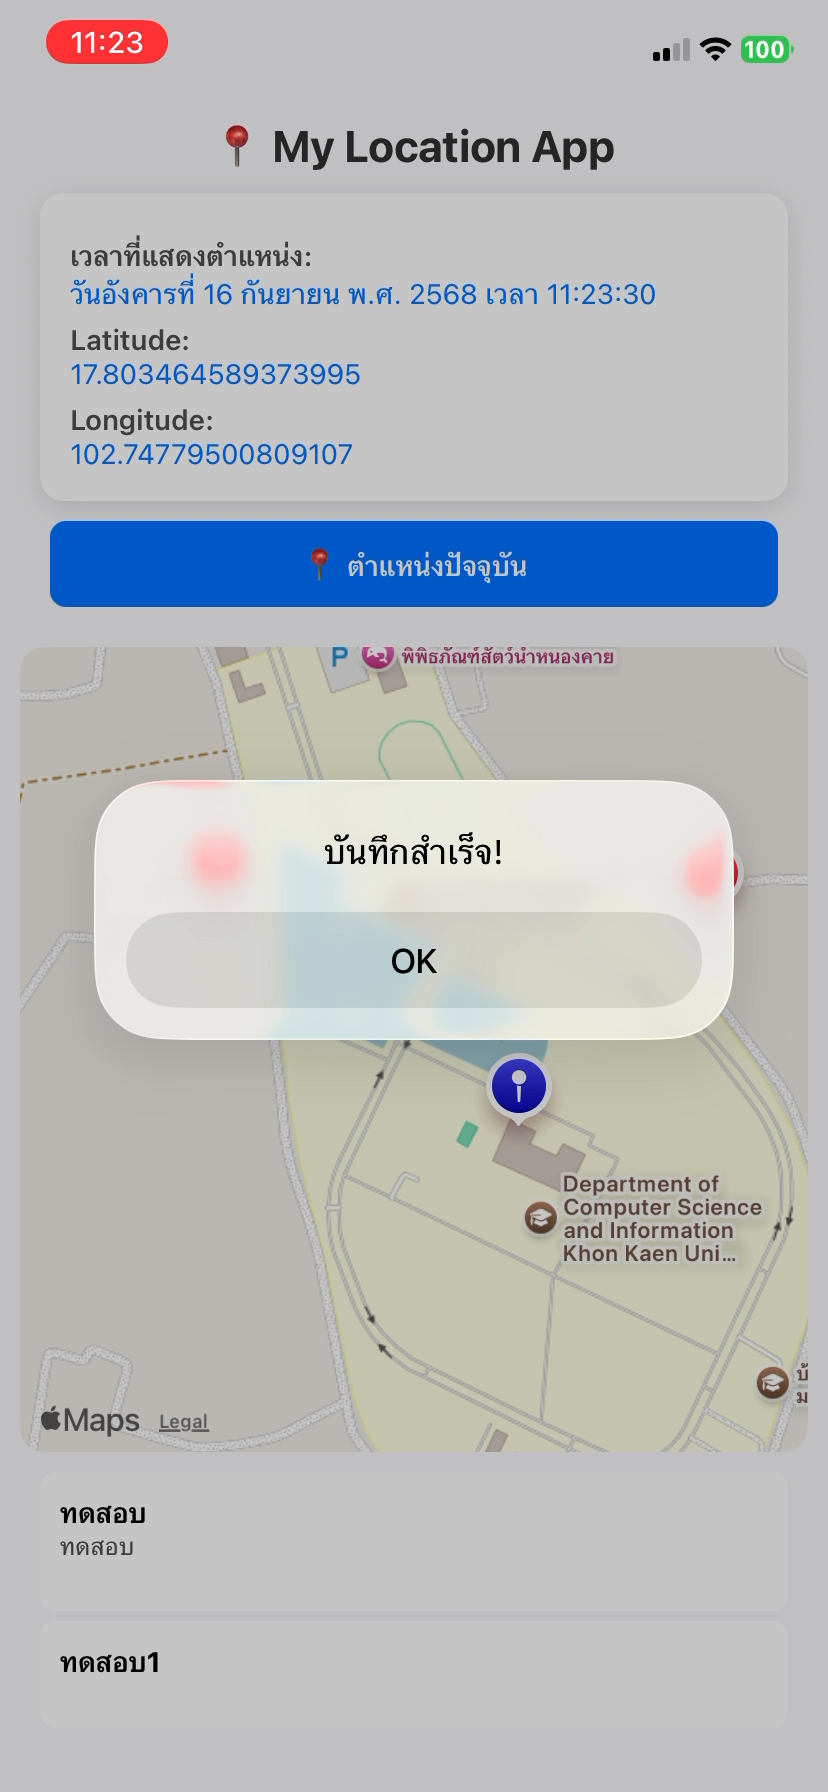 11:23
100
My Location App
เวลาที่แสดงตำแหน่ง:
วันอังคารที่ 16 กันยายน พ.ศ. 2568 เวลา 11:23:30
Latitude:
17.803464589373995
Longitude:
102.74779500809107
ตำแหน่งปัจจุบัน
P
พิพิธภัณฑ์สัตว์น้ำหนองคาย
บันทึกสำเร็จ!
OK
Department of
Computer Science
and Information
Khon Kaen Uni...
Maps Legal
ทดสอบ
ทดสอบ
ทดสอบ1